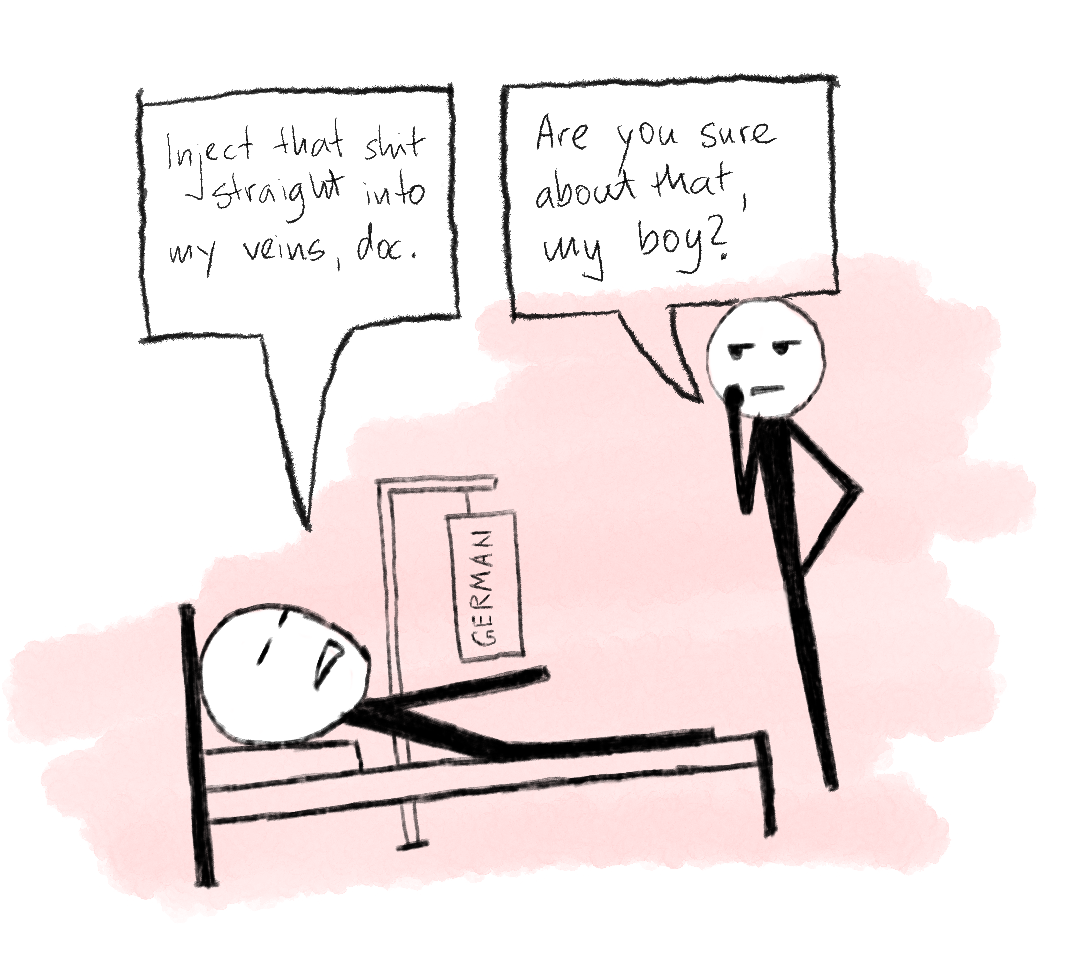 Inject that shit
straight into
my veins, doc.
Are you sure
about that,
my boy?
GERMAN